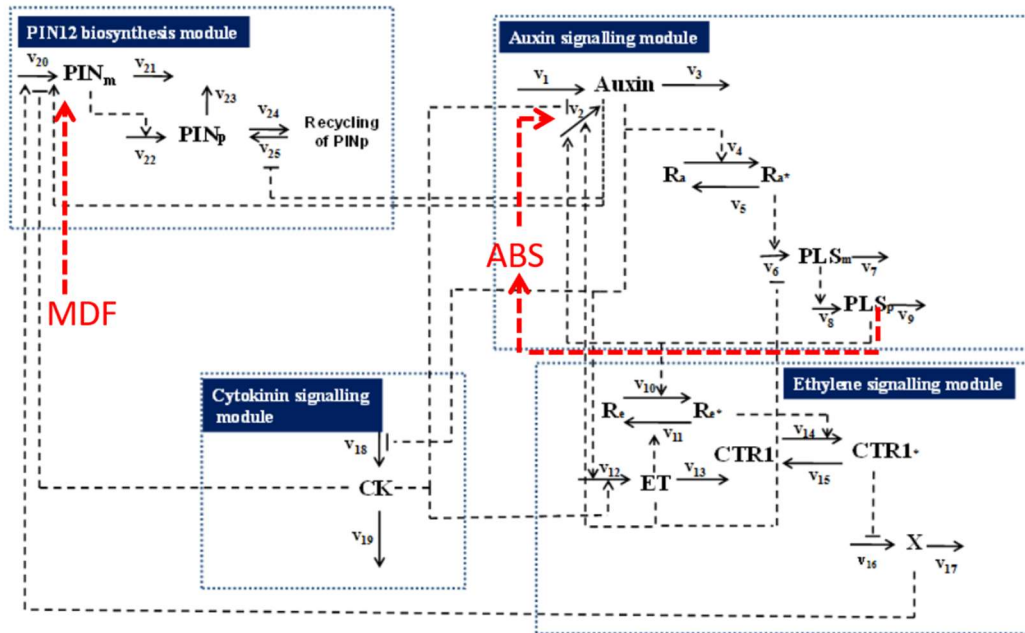 PIN12 biosynthesis module
v20
PINm
v21
v23
v24
PINp
Recycling
of PINp
v22
v25
MDF
Auxin signalling module
v1
Auxin
v3
v2
v4
Ra
Ra*
v5
ABS
v6
PLSm
v7
v8
PLSp
v9
Cytokinin signalling
module
v18
CK
v19
Ethylene signalling module
v10
Re
Re*
v11
v14
CTR1
CTR1*
v12
ET
v13
v15
v16
X
v17